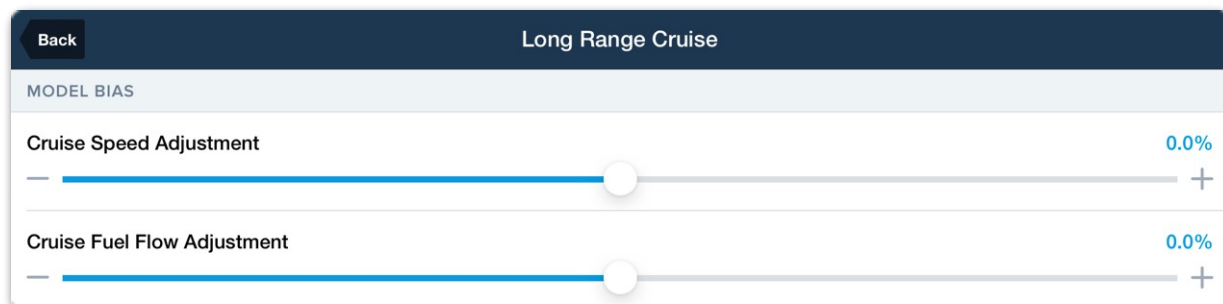 Back
Long Range Cruise
MODEL BIAS
Cruise Speed Adjustment 0.0%
Cruise Fuel Flow Adjustment 0.0%